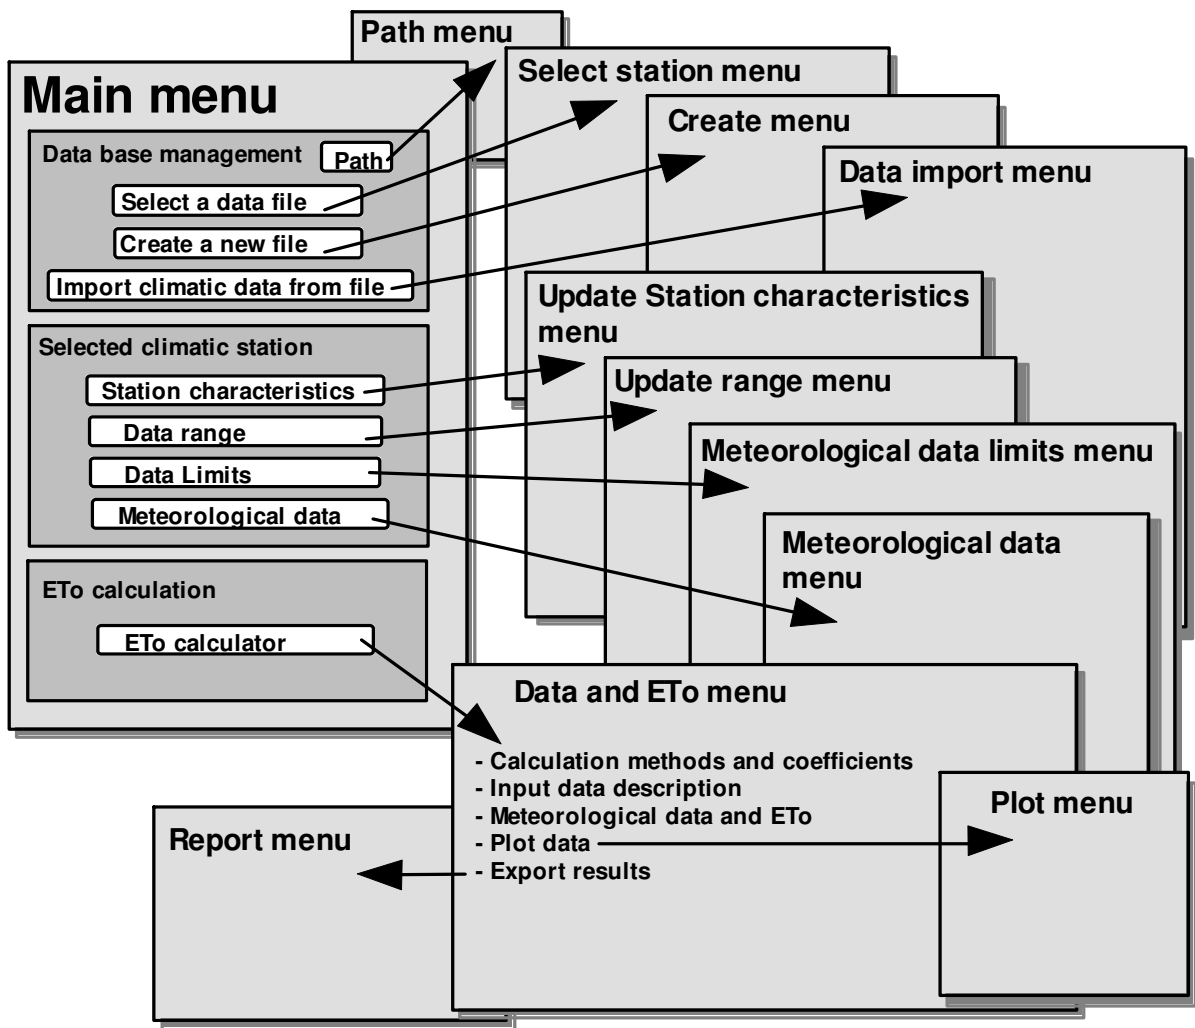 Path menu
Select station menu
Main menu
Create menu
Data base management
Path
Data import menu
Select a data file
Create a new file
Import climatic data from file
Update Station characteristics
menu
Selected climatic station
Station characteristics
Update range menu
Data range
Meteorological data limits menu
Data Limits
Meteorological data
Meteorological data
menu
ETo calculation
ETo calculator
Data and ETo menu
- Calculation methods and coefficients
- Input data description
- Meteorological data and ETo
- Plot data
- Export results
Plot menu
Report menu